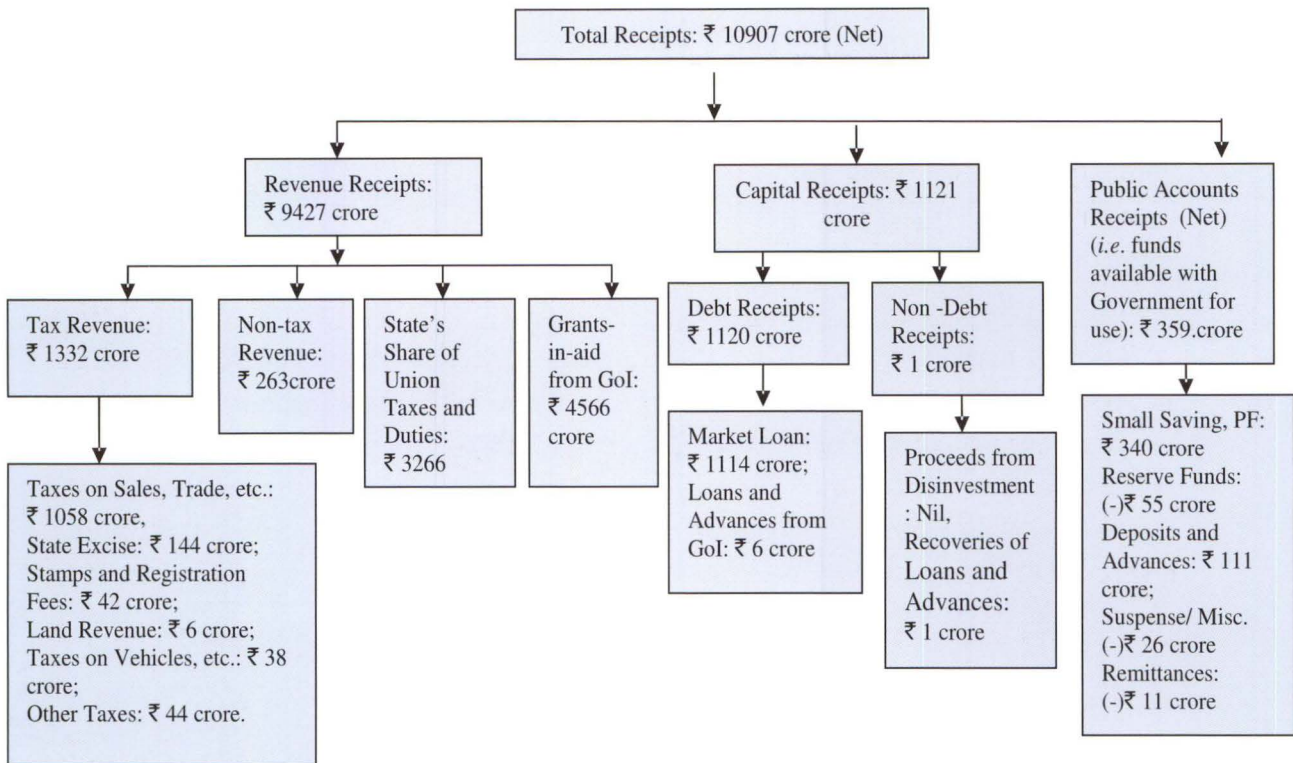 Total Receipts: ₹ 10907 crore (Net)
Revenue Receipts:
₹ 9427 crore
Capital Receipts: ₹ 1121
crore
Public Accounts
Receipts (Net)
(i.e. funds
available with
Government for
use): ₹ 359.crore
Tax Revenue:
₹ 1332 crore
Non-tax
Revenue:
₹ 263crore
State's
Share of
Union
Taxes and
Duties:
₹ 3266
Grants-
in-aid
from GoI:
₹ 4566
crore
Debt Receipts:
₹ 1120 crore
Non -Debt
Receipts:
₹ 1 crore
Taxes on Sales, Trade, etc.:
₹ 1058 crore,
State Excise: ₹ 144 crore;
Stamps and Registration
Fees: ₹ 42 crore;
Land Revenue: ₹ 6 crore;
Taxes on Vehicles, etc.: ₹ 38
crore;
Other Taxes: ₹ 44 crore.
Market Loan:
₹ 1114 crore;
Loans and
Advances from
GoI: ₹ 6 crore
Proceeds from
Disinvestment
: Nil,
Recoveries of
Loans and
Advances:
₹ 1 crore
Small Saving, PF:
₹ 340 crore
Reserve Funds:
(-)₹ 55 crore
Deposits and
Advances: ₹ 111
crore;
Suspense/ Misc.
(-)₹ 26 crore
Remittances:
(-)₹ 11 crore